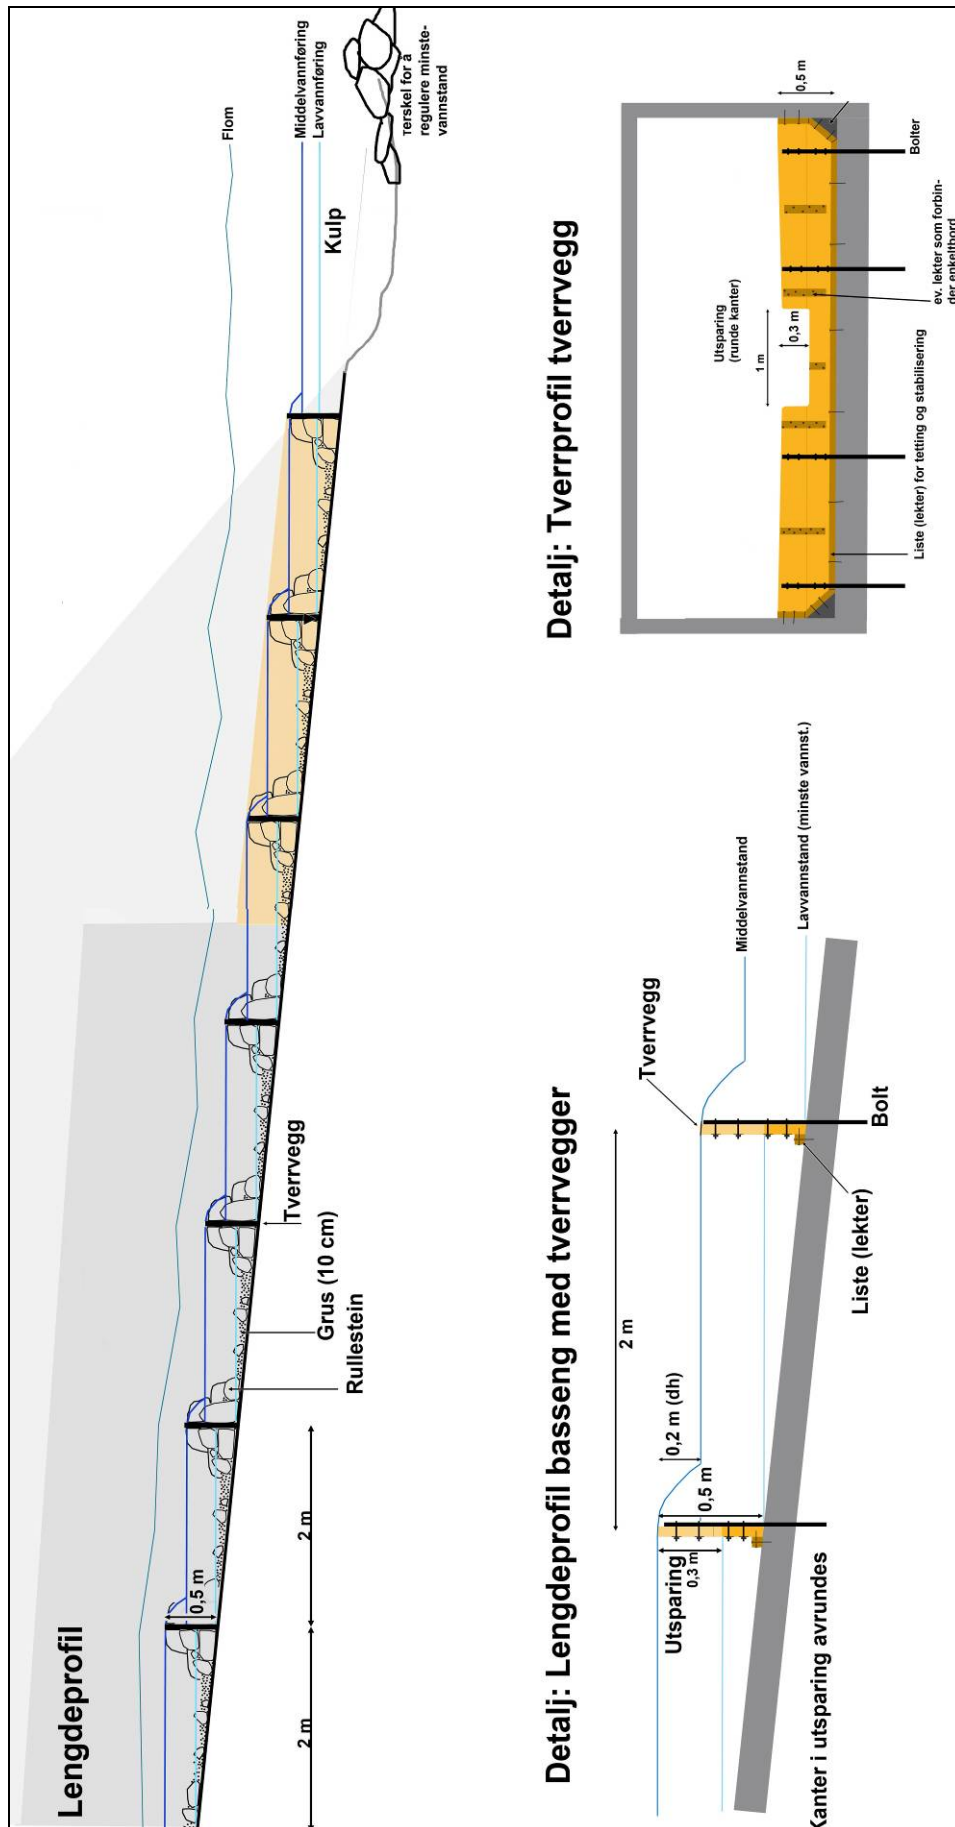 Lengdeprofil
Flom
Middelvannføring
Lavvannføring
Kulp
Terskel for å
regulere minste-
vannstand
0,5 m
2 m
2 m
Rullestein
Grus (10 cm)
Tverrvegg
Detalj: Lengdeprofil basseng med tverrvegger
Tverrvegg
Middelvannstand
Lavvannstand (minste vannst.)
2 m
0,2 m (dh)
0,5 m
Utsparing
0,3 m
Bolt
Liste (lekter)
Kanter i utsparing avrundes
Detalj: Tverrprofil tverrvegg
Utsparing
(runde kanter)
1 m
0,3 m
0,5 m
Bolter
ev. lekter som forbin-
der enkeltbord
Liste (lekter) for tetting og stabilisering